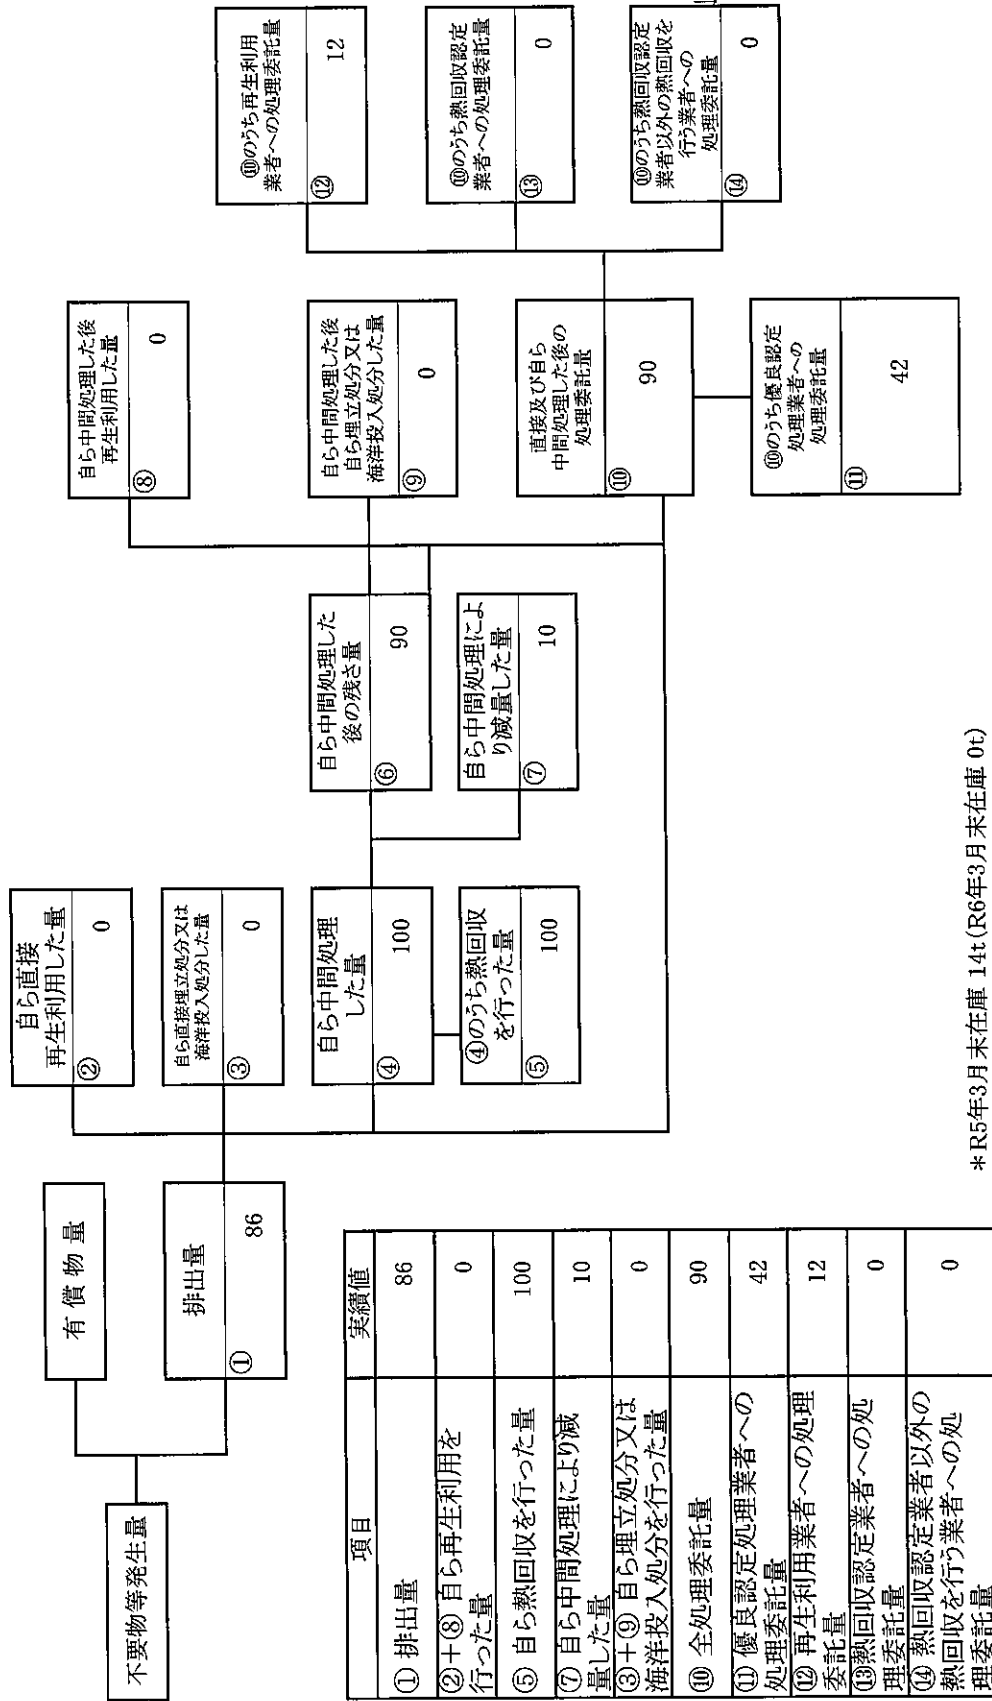 不要物等発生量
有 償 物 量
排出量
①
86
自ら直接
再生利用した量
②
0
自ら直接埋立処分又は
海洋投入処分した量
③
0
自ら中間処理
した量
④
100
④のうち熱回収
を行った量
⑤
100
自ら中間処理した
後の残さ量
⑥
90
自ら中間処理によ
り減量した量
⑦
10
自ら中間処理した後
再生利用した量
⑧
0
自ら中間処理した後
自ら埋立処分又は
海洋投入処分した量
⑨
0
直接及び自ら
中間処理した後の
処理委託量
⑩
90
⑩のうち優良認定
処理業者への
処理委託量
⑪
42
⑩のうち再生利用
業者への処理委託量
⑫
12
⑩のうち熱回収認定
業者への処理委託量
⑬
0
⑩のうち熱回収認定
業者以外の熱回収を
行う業者への
処理委託量
⑭
0
項目 実績値
① 排出量 86
②+⑧ 自ら再生利用を
行った量 0
⑤ 自ら熱回収を行った量 100
⑦ 自ら中間処理により減
量した量 10
③+⑨ 自ら埋立処分又は
海洋投入処分を行った量 0
⑩ 全処理委託量 90
⑪ 優良認定処理業者への
処理委託量 42
⑫ 再生利用業者への処理
委託量 12
⑬熱回収認定業者への処
理委託量 0
⑭ 熱回収認定業者以外の
熱回収を行う業者への処
理委託量 0
*R5年3月末在庫 14t(R6年3月末在庫 0t)